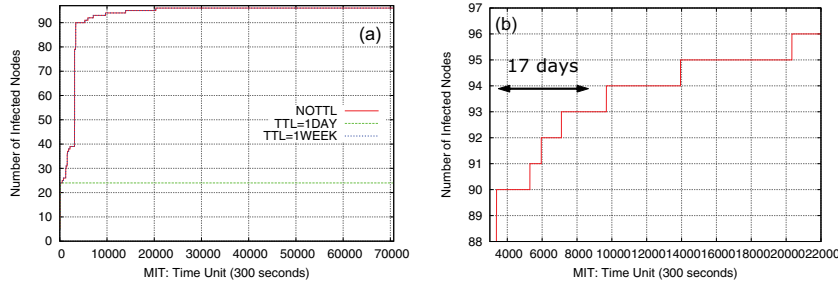 (a)
90
80
70
60
50
40
30
20
10
0
Number of Infected Nodes
NOTTL
TTL=1DAY
TTL=1WEEK
0 10000 20000 30000 40000 50000 60000 70000
MIT: Time Unit (300 seconds)
(b)
96
95
94
93
92
91
90
89
88
Number of Infected Nodes
17 days
4000 6000 8000 10000 12000 14000 16000 18000 20000 22000
MIT: Time Unit (300 seconds)